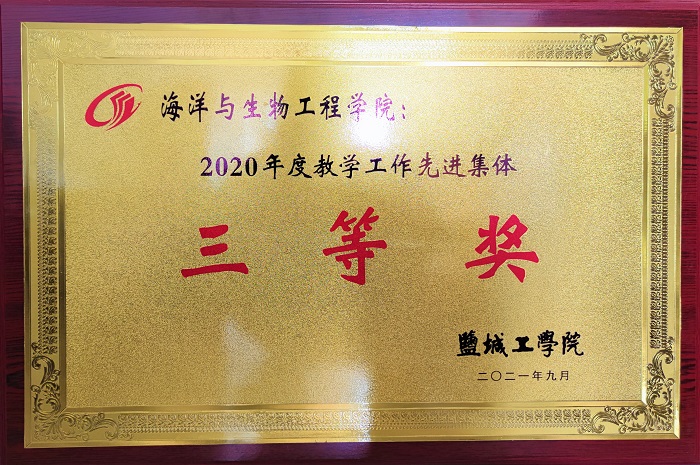 海洋与生物工程学院：
2020年度教学工作先进集体
三等奖
盐城工學院
二〇二一年九月